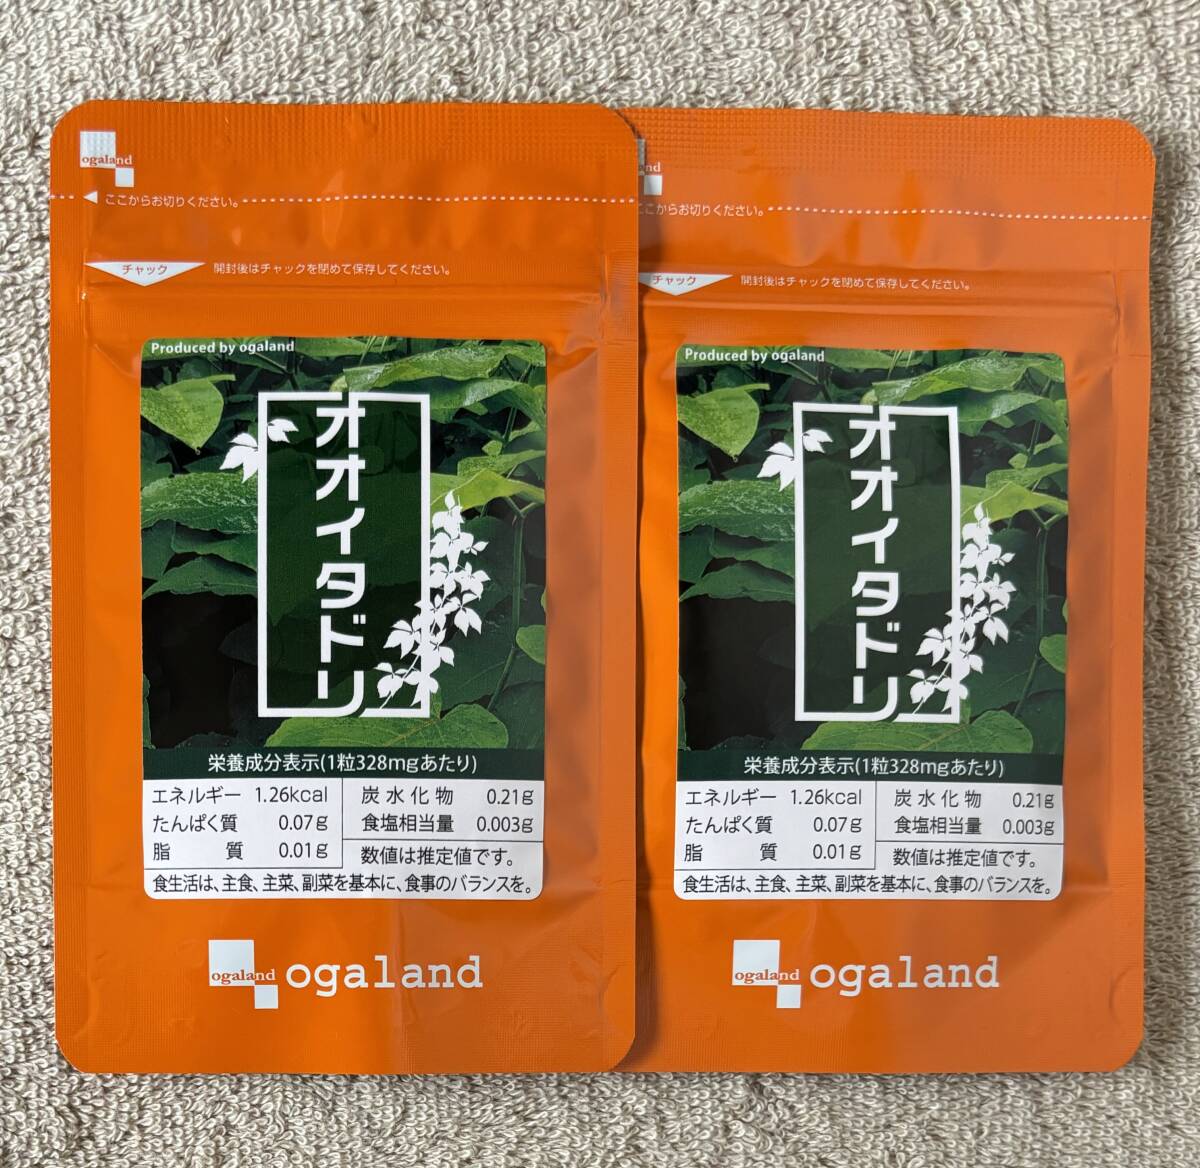 ogaland
ここからお切りください。
チャック
開封後はチャックを閉めて保存してください。
Produced by ogaland
オオイタドリ
栄養成分表示(1粒328mgあたり)
エネルギー 1.26kcal
たんぱく質 0.07g
脂質 0.01g
炭水化物 0.21g
食塩相当量 0.003g
数値は推定値です。
食生活は、主食、主菜、副菜を基本に、食事のバランスを。
ogaland
ogaland
nd
こからお切りください。
チャック
開封後はチャックを閉めて保存してください。
Produced by ogaland
オオイタドリ
栄養成分表示(1粒328mgあたり)
エネルギー 1.26kcal
たんぱく質 0.07g
脂質 0.01g
炭水化物 0.21g
食塩相当量 0.003g
数値は推定値です。
食生活は、主食、主菜、副菜を基本に、食事のバランスを。
ogaland
ogaland